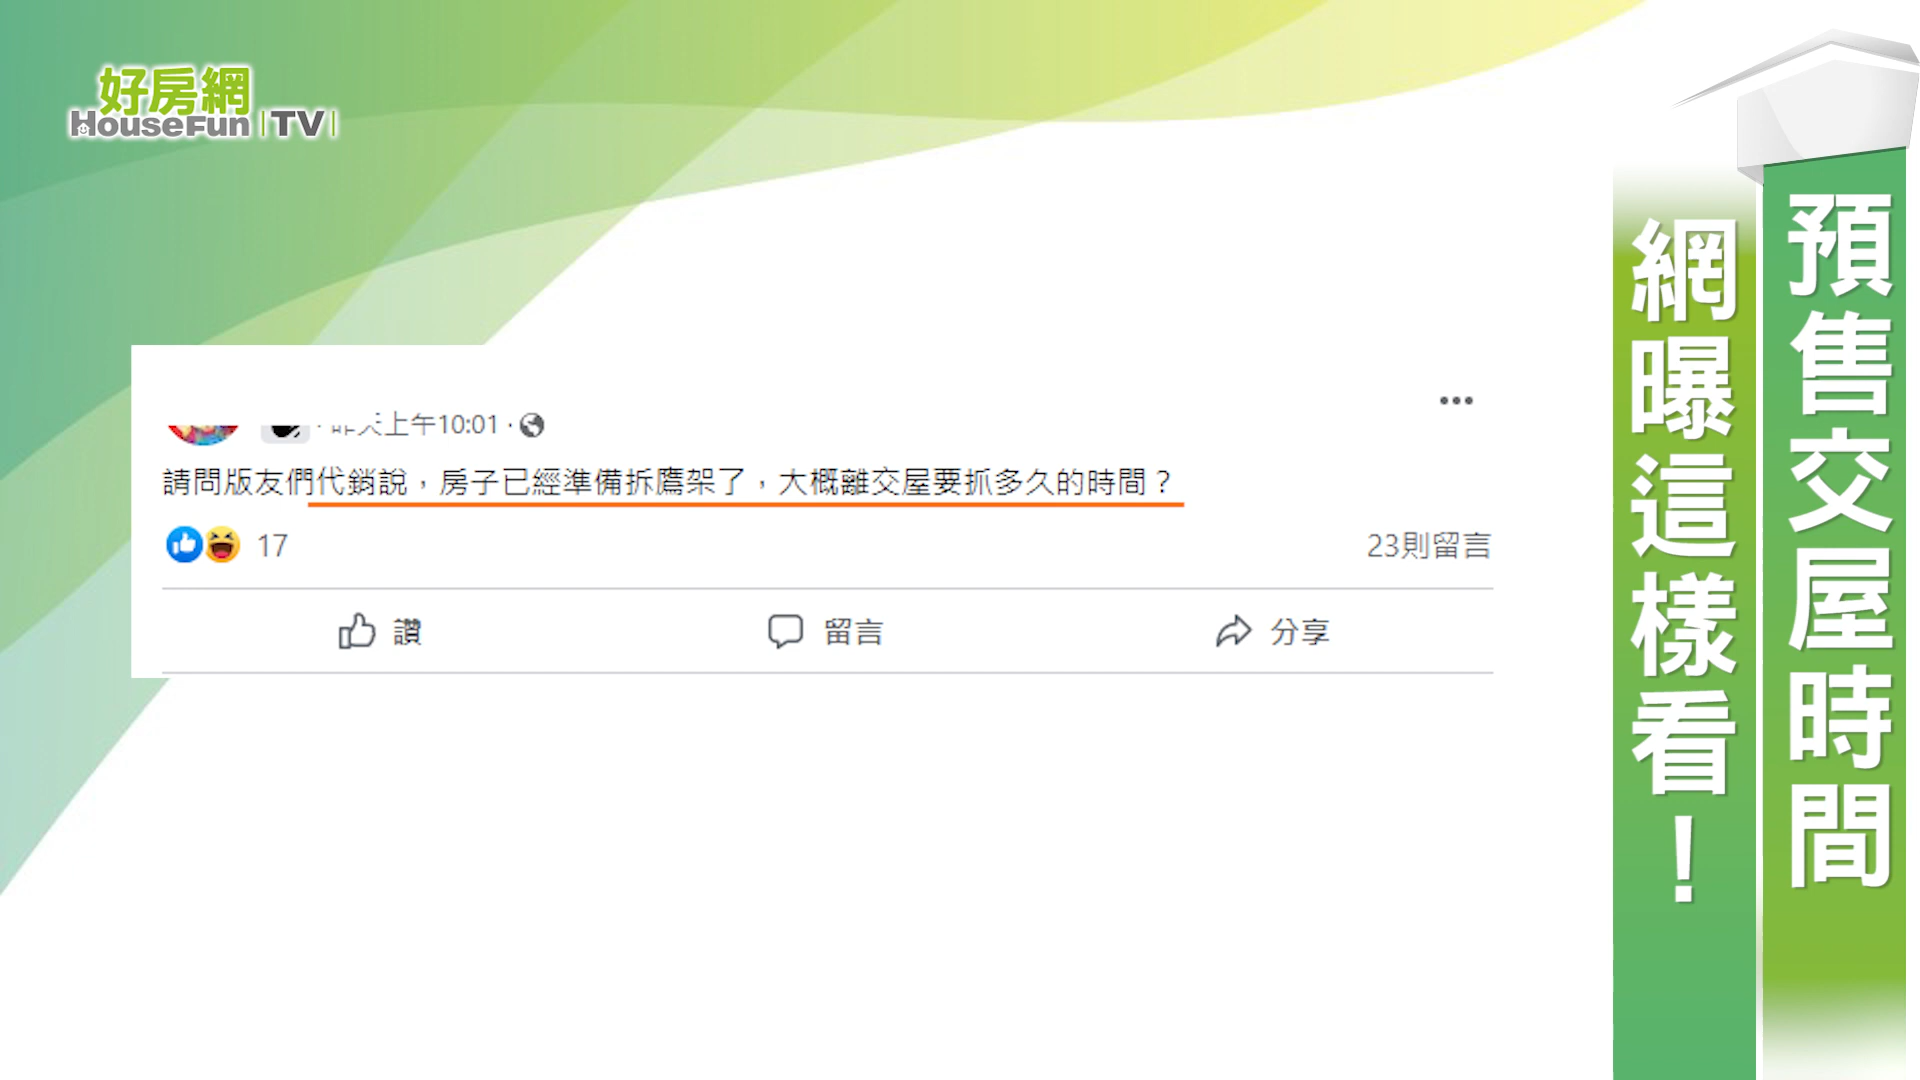 好房網
HouseFun TV
預售交屋時間
網曝這樣看！
· 昨天上午10:01 ·
請問版友們代銷說，房子已經準備拆鷹架了，大概離交屋要抓多久的時間？
17
23則留言
讚
留言
分享